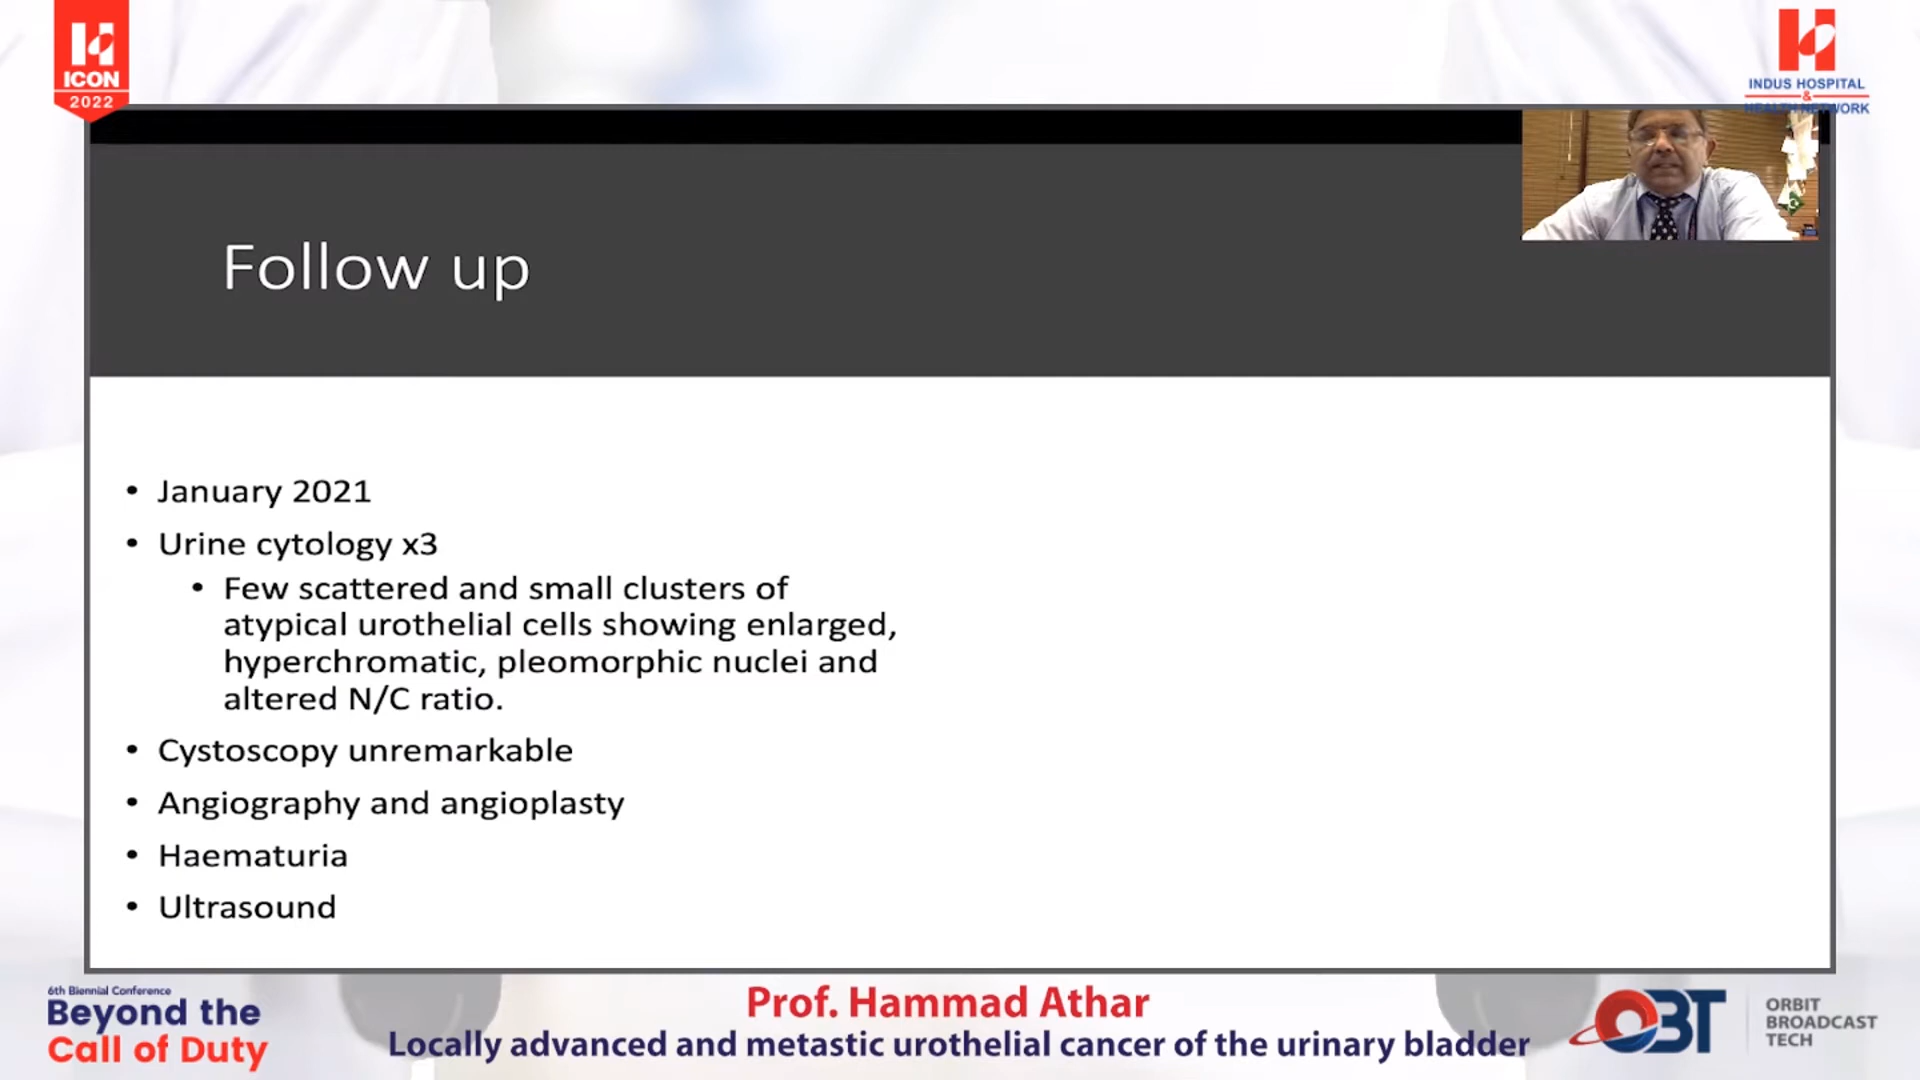 ICON
2022
INDUS HOSPITAL
&
HEALTH NETWORK
Follow up
• January 2021
• Urine cytology x3
• Few scattered and small clusters of
atypical urothelial cells showing enlarged,
hyperchromatic, pleomorphic nuclei and
altered N/C ratio.
• Cystoscopy unremarkable
• Angiography and angioplasty
• Haematuria
• Ultrasound
6th Biennial Conference
Beyond the
Call of Duty
Prof. Hammad Athar
Locally advanced and metastic urothelial cancer of the urinary bladder
OBT
ORBIT
BROADCAST
TECH